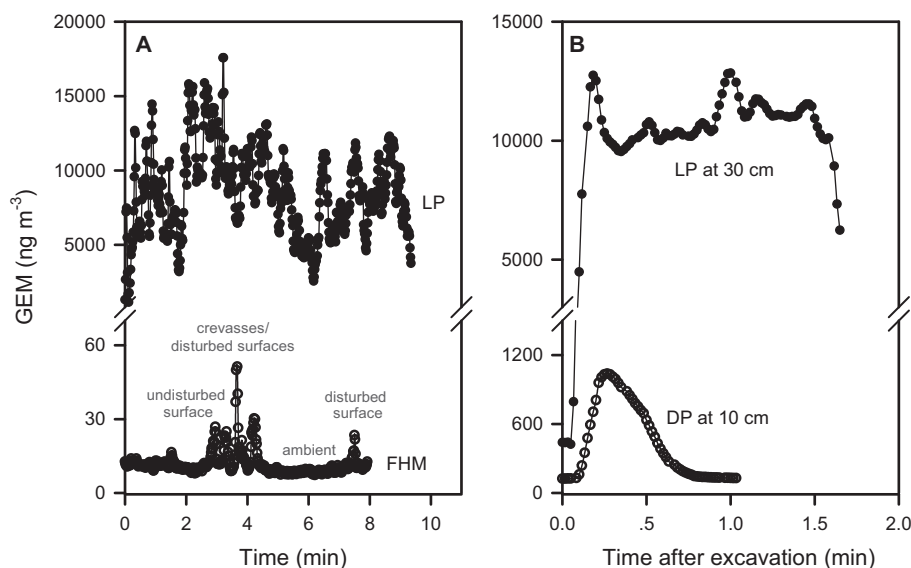 A
20000
15000
10000
5000
60
30
0
GEM (ng m⁻³)
LP
crevasses/
disturbed surfaces
undisturbed
surface
disturbed
surface
ambient
FHM
0 2 4 6 8 10
Time (min)
B
15000
10000
5000
1200
600
0
LP at 30 cm
DP at 10 cm
0.0 .5 1.0 1.5 2.0
Time after excavation (min)